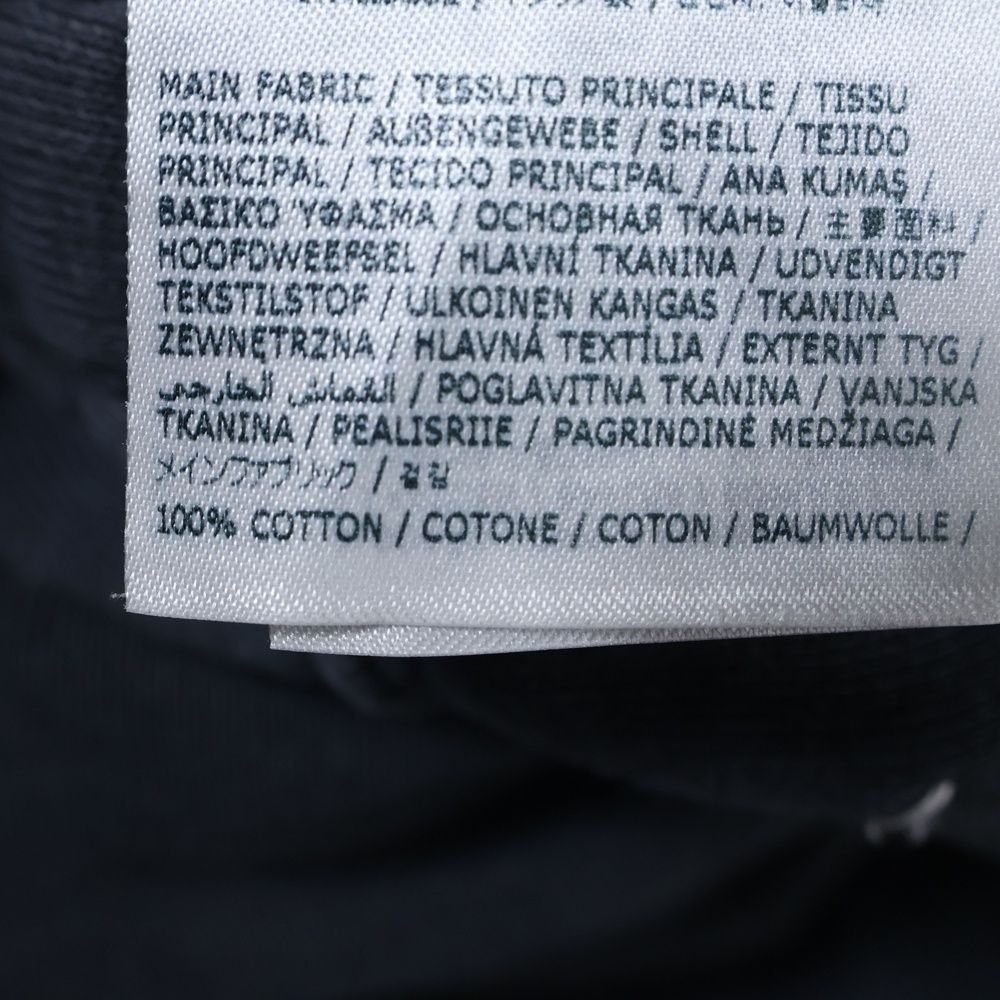 MAIN FABRIC / TESSUTO PRINCIPALE / TISSU
PRINCIPAL / AUßENGEWEBE / SHELL / TEJIDO
PRINCIPAL / TECIDO PRINCIPAL / ANA KUMAŞ /
ΒΑΣΙΚΟ ΎΦΑΣΜΑ / ОСНОВНАЯ ТКАНЬ / 主要面料 /
HOOFDWEEFSEL / HLAVNÍ TKANINA / UDVENDIGT
TEKSTILSTOF / ULKOINEN KANGAS / TKANINA
ZEWNĘTRZNA / HLAVNÁ TEXTÍLIA / EXTERNT TYG /
القماش الخارجي / POGLAVITNA TKANINA / VANJSKA
TKANINA / PEALISRIIE / PAGRINDINĖ MEDŽIAGA /
メインファブリック / 겉감
100% COTTON / COTONE / COTON / BAUMWOLLE /